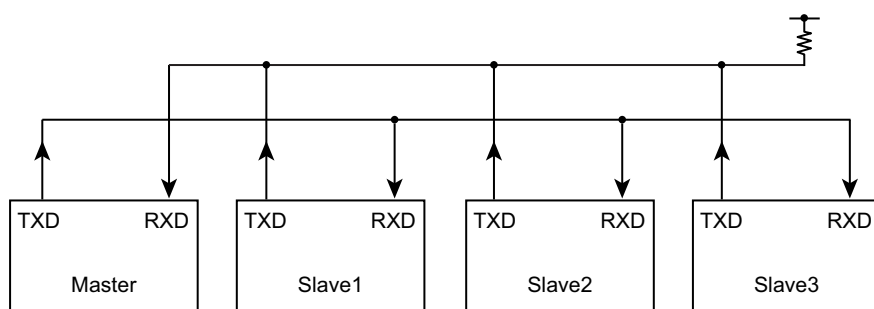 TXD RXD TXD RXD TXD RXD TXD RXD
Master Slave1 Slave2 Slave3